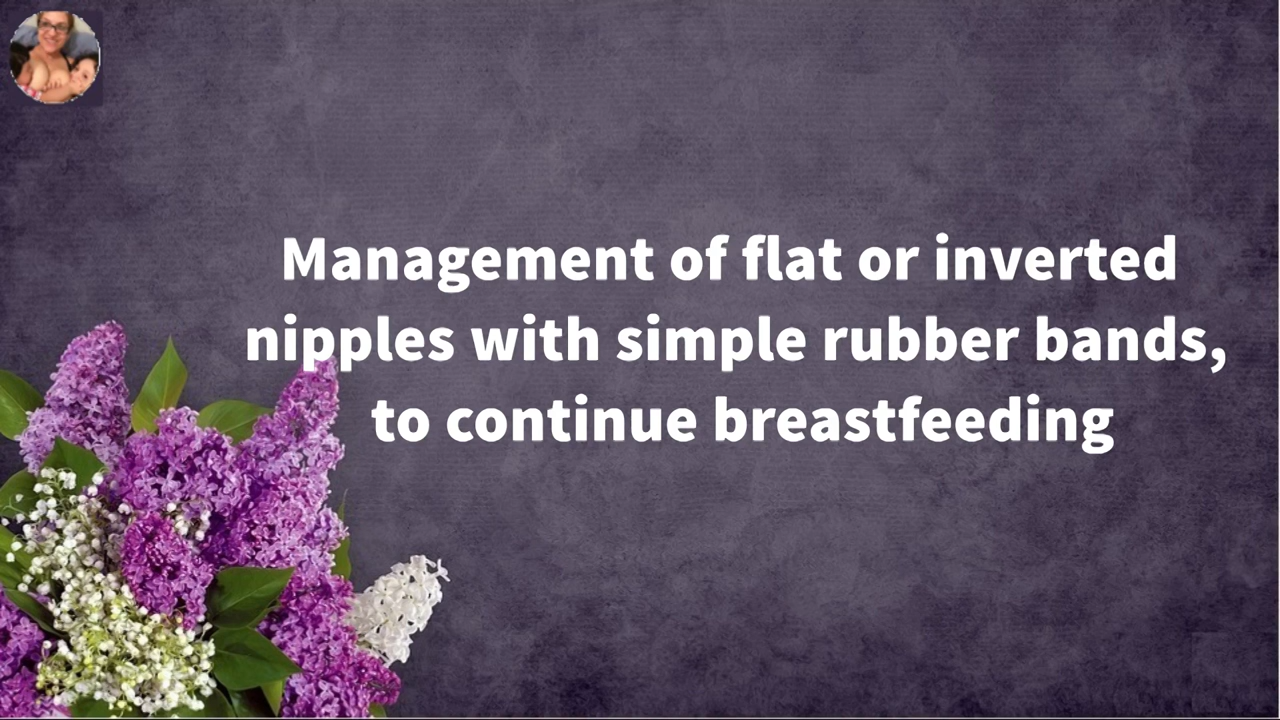 Management of flat or inverted
nipples with simple rubber bands,
to continue breastfeeding